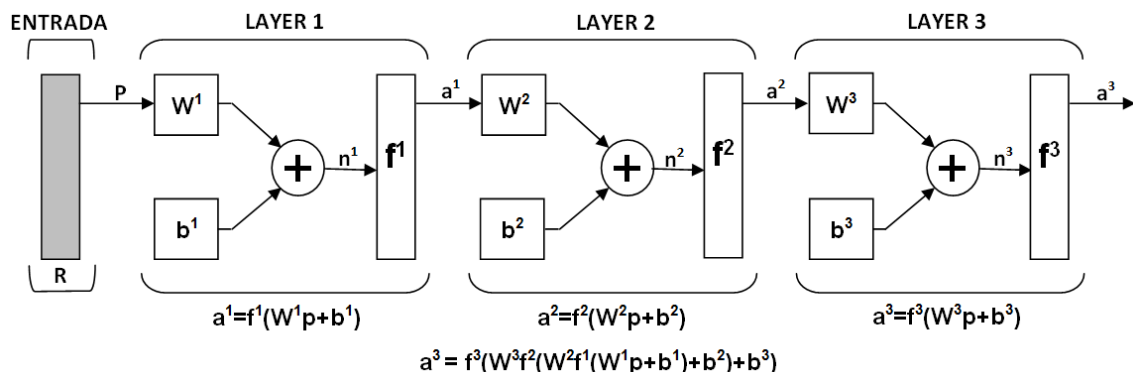 ENTRADA LAYER 1 LAYER 2 LAYER 3
P W¹ a¹ W² a² W³ a³
+ n¹ f¹ + n² f² + n³ f³
b¹ b² b³
R
a¹=f¹(W¹p+b¹) a²=f²(W²p+b²) a³=f³(W³p+b³)
a³ = f³(W³f²(W²f¹(W¹p+b¹)+b²)+b³)